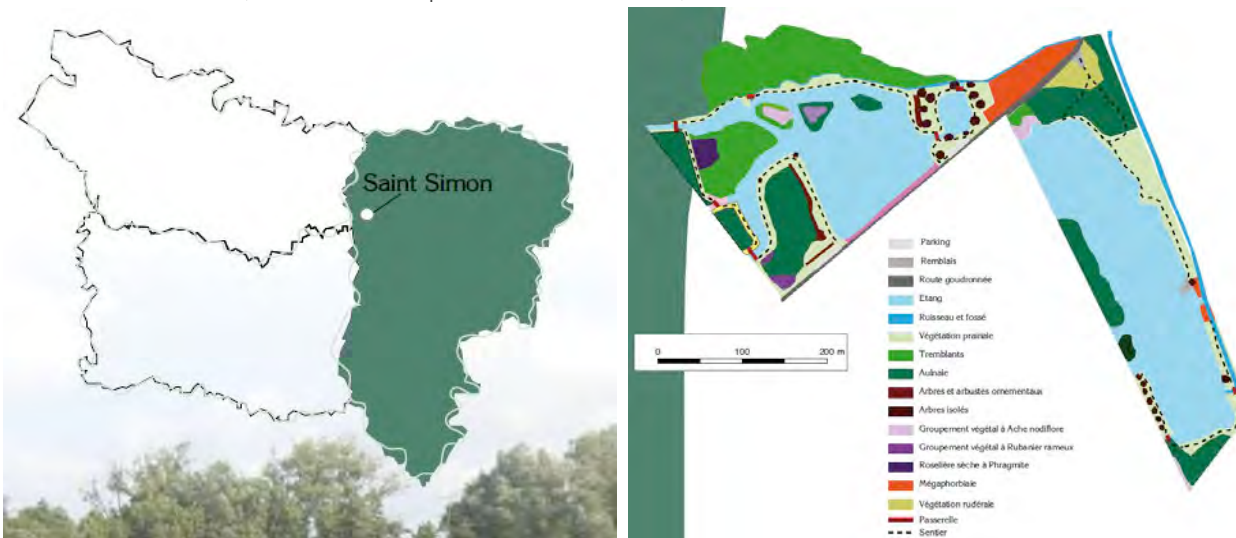 Saint Simon
Parking
Remblais
Route goudronnée
Etang
Ruisseau et fossé
Végétation prairiale
Tremblants
Aulnaie
Arbres et arbustes ornementaux
Arbres isolés
Groupement végétal à Ache nodiflore
Groupement végétal à Rubanier rameux
Roselière sèche à Phragmite
Mégaphorbiaie
Végétation rudérale
Passerelle
Sentier
0 100 200 m